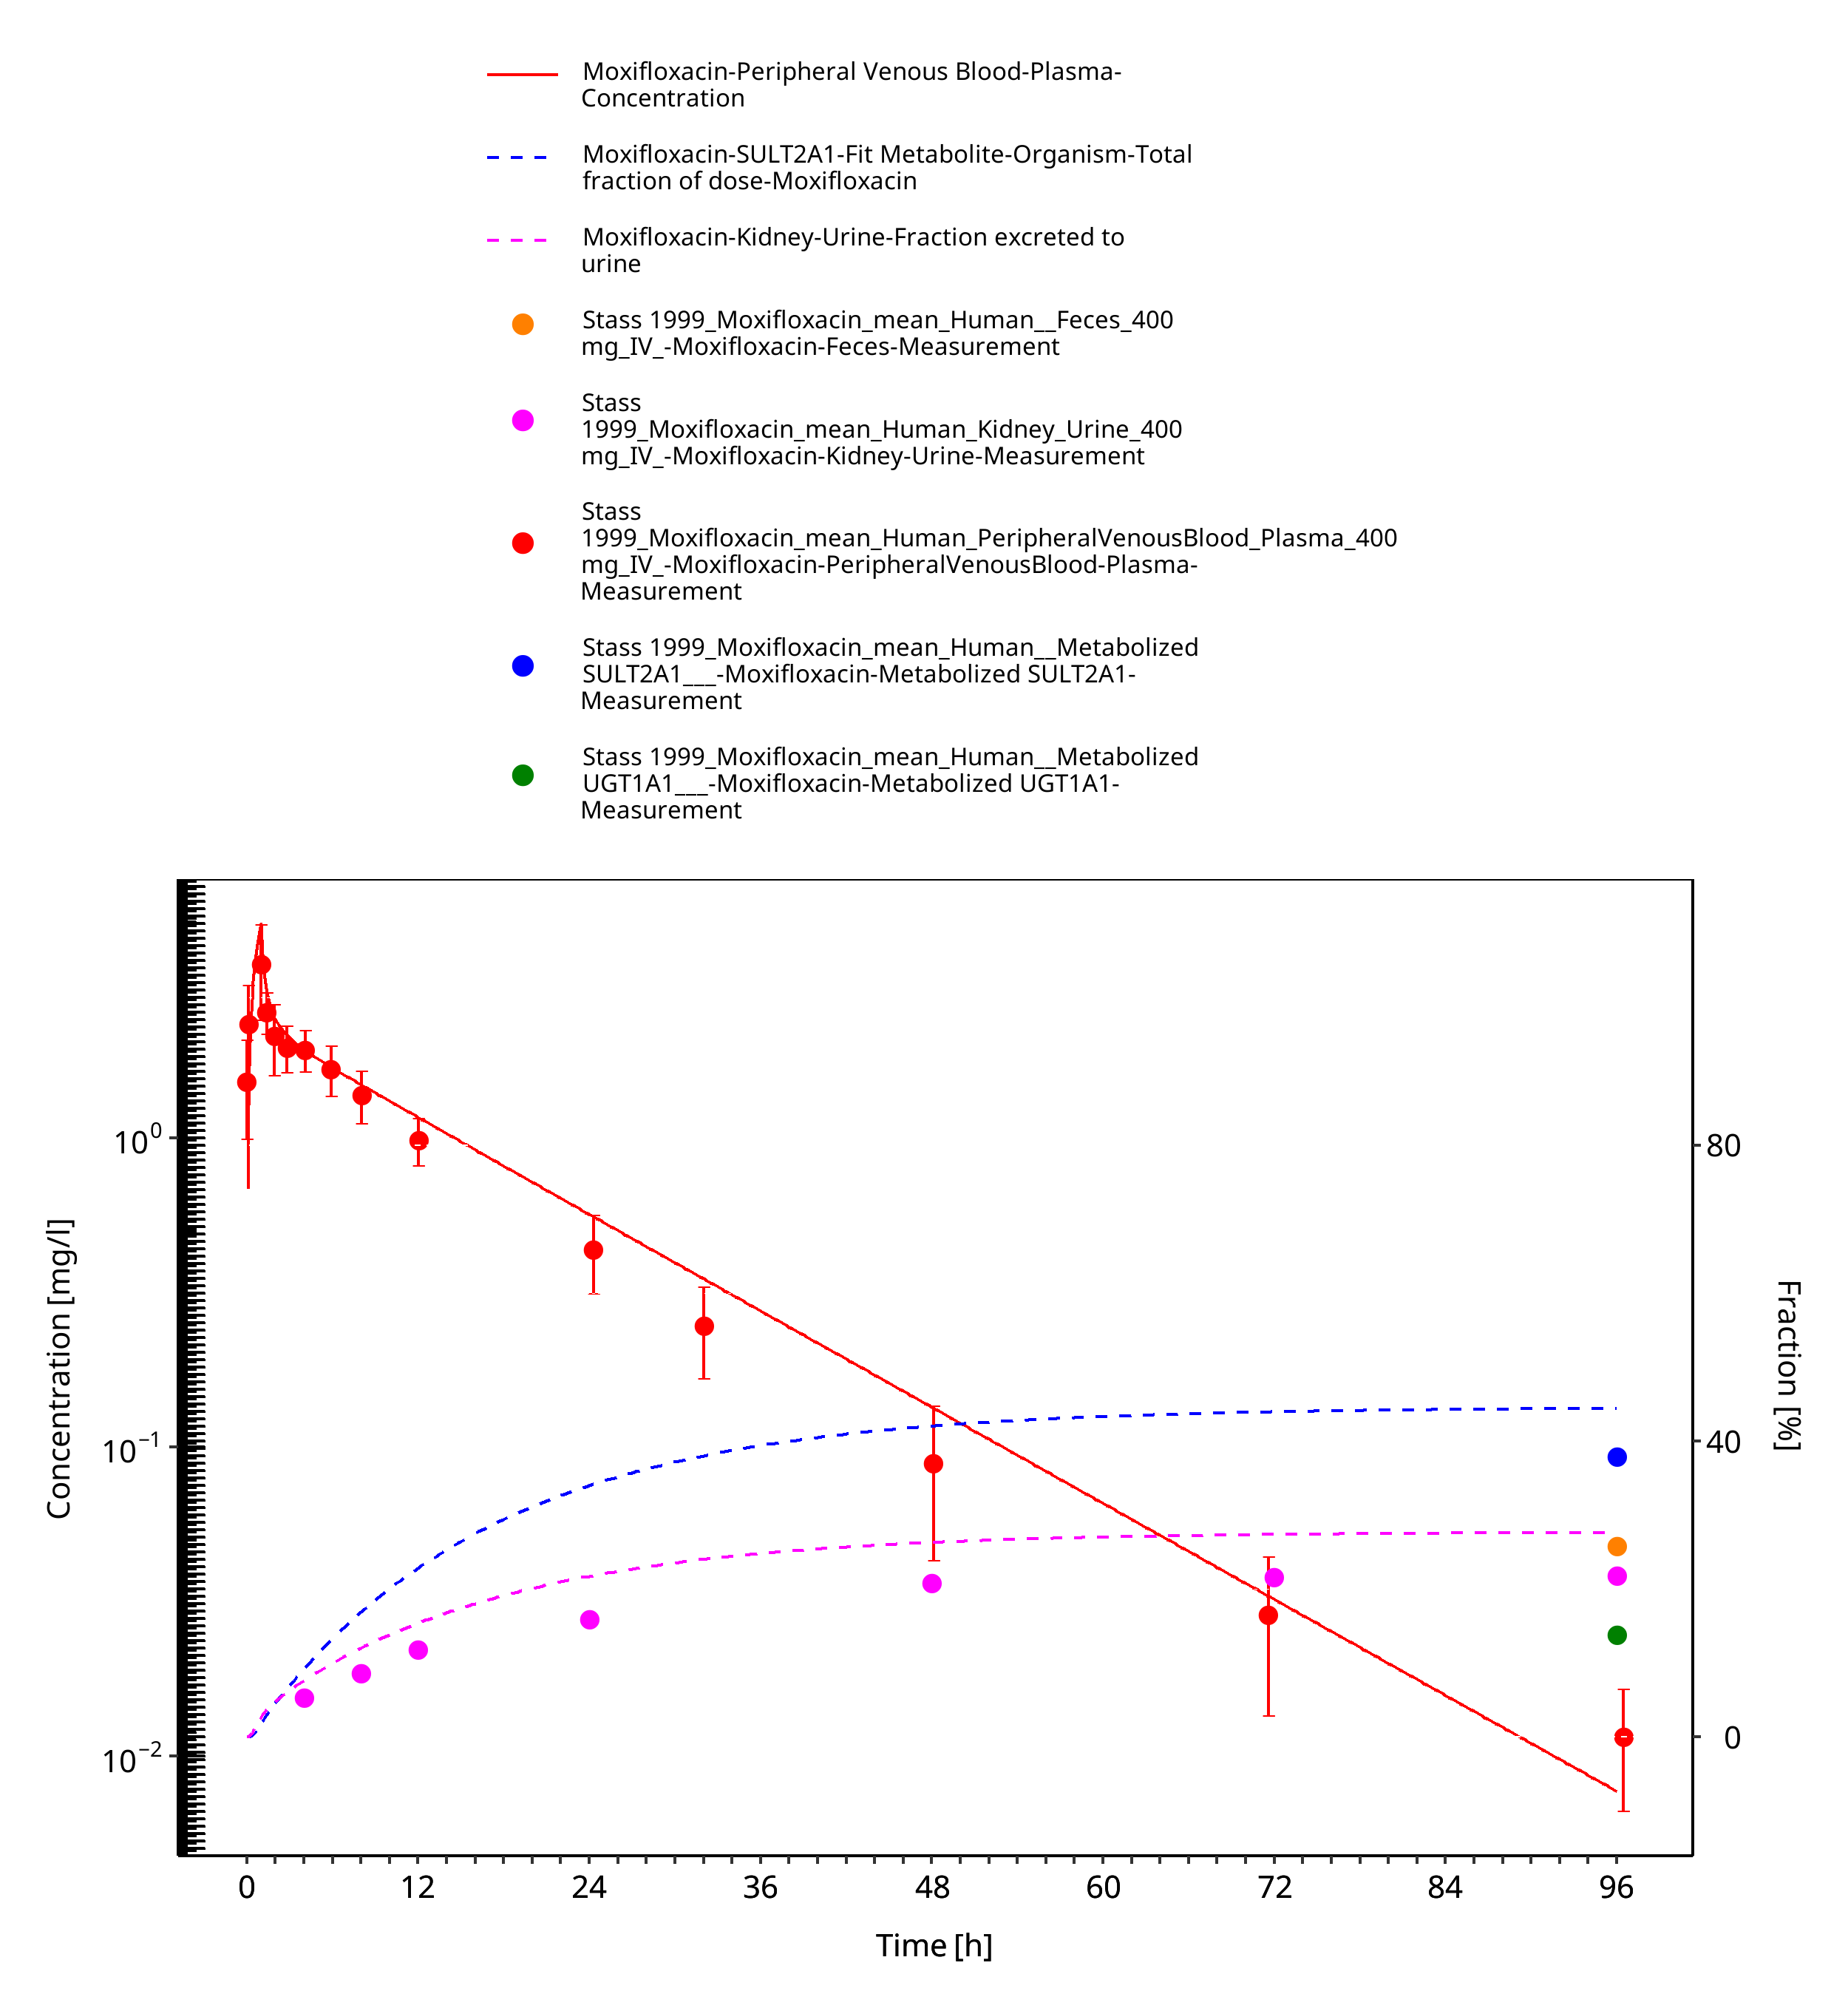 Moxifloxacin-Peripheral Venous Blood-Plasma-
Concentration
Moxifloxacin-SULT2A1-Fit Metabolite-Organism-Total
fraction of dose-Moxifloxacin
Moxifloxacin-Kidney-Urine-Fraction excreted to
urine
Stass 1999_Moxifloxacin_mean_Human__Feces_400
mg_IV_-Moxifloxacin-Feces-Measurement
Stass
1999_Moxifloxacin_mean_Human_Kidney_Urine_400
mg_IV_-Moxifloxacin-Kidney-Urine-Measurement
Stass
1999_Moxifloxacin_mean_Human_PeripheralVenousBlood_Plasma_400
mg_IV_-Moxifloxacin-PeripheralVenousBlood-Plasma-
Measurement
Stass 1999_Moxifloxacin_mean_Human__Metabolized
SULT2A1___-Moxifloxacin-Metabolized SULT2A1-
Measurement
Stass 1999_Moxifloxacin_mean_Human__Metabolized
UGT1A1___-Moxifloxacin-Metabolized UGT1A1-
Measurement
Concentration [mg/l]
10⁰
10⁻¹
10⁻²
80
40
0
Fraction [%]
0 12 24 36 48 60 72 84 96
Time [h]